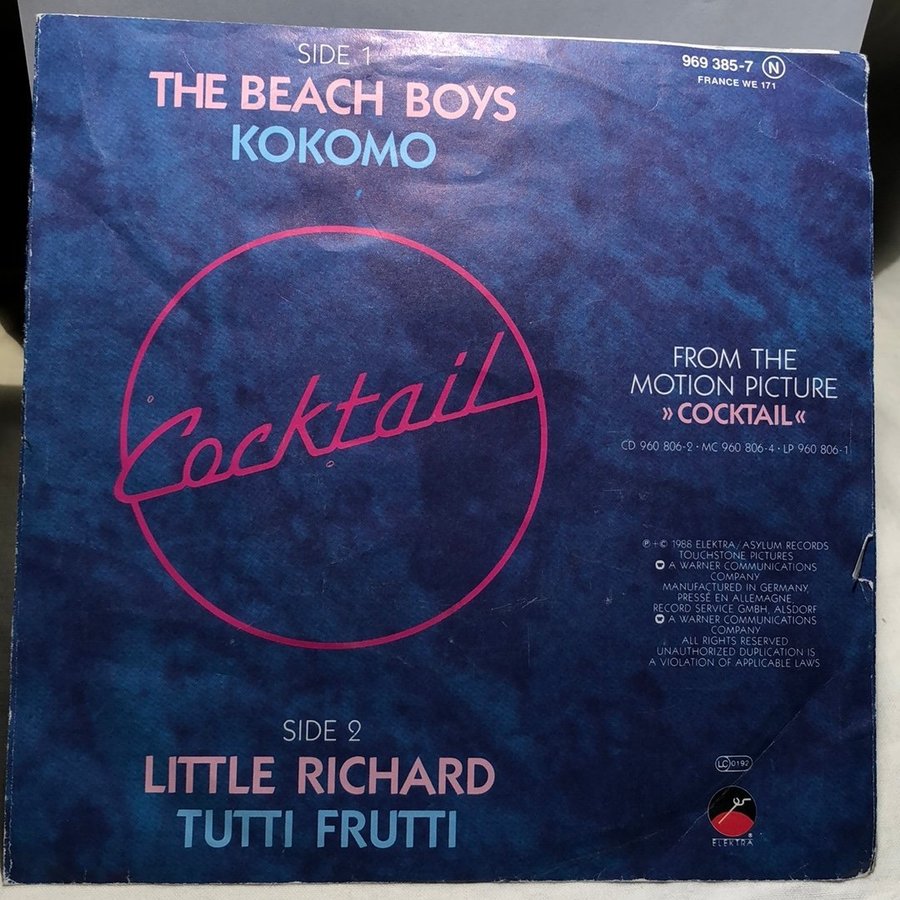 SIDE 1
THE BEACH BOYS
KOKOMO
969 385-7 N
FRANCE WE 171
Cocktail
FROM THE
MOTION PICTURE
»COCKTAIL«
CD 960 806-2 · MC 960 806-4 · LP 960 806-1
℗+© 1988 ELEKTRA/ASYLUM RECORDS
TOUCHSTONE PICTURES
A WARNER COMMUNICATIONS
COMPANY
MANUFACTURED IN GERMANY,
PRESSÉ EN ALLEMAGNE,
RECORD SERVICE GMBH, ALSDORF
A WARNER COMMUNICATIONS
COMPANY
ALL RIGHTS RESERVED
UNAUTHORIZED DUPLICATION IS
A VIOLATION OF APPLICABLE LAWS
SIDE 2
LITTLE RICHARD
TUTTI FRUTTI
LC 0192
ELEKTRA®